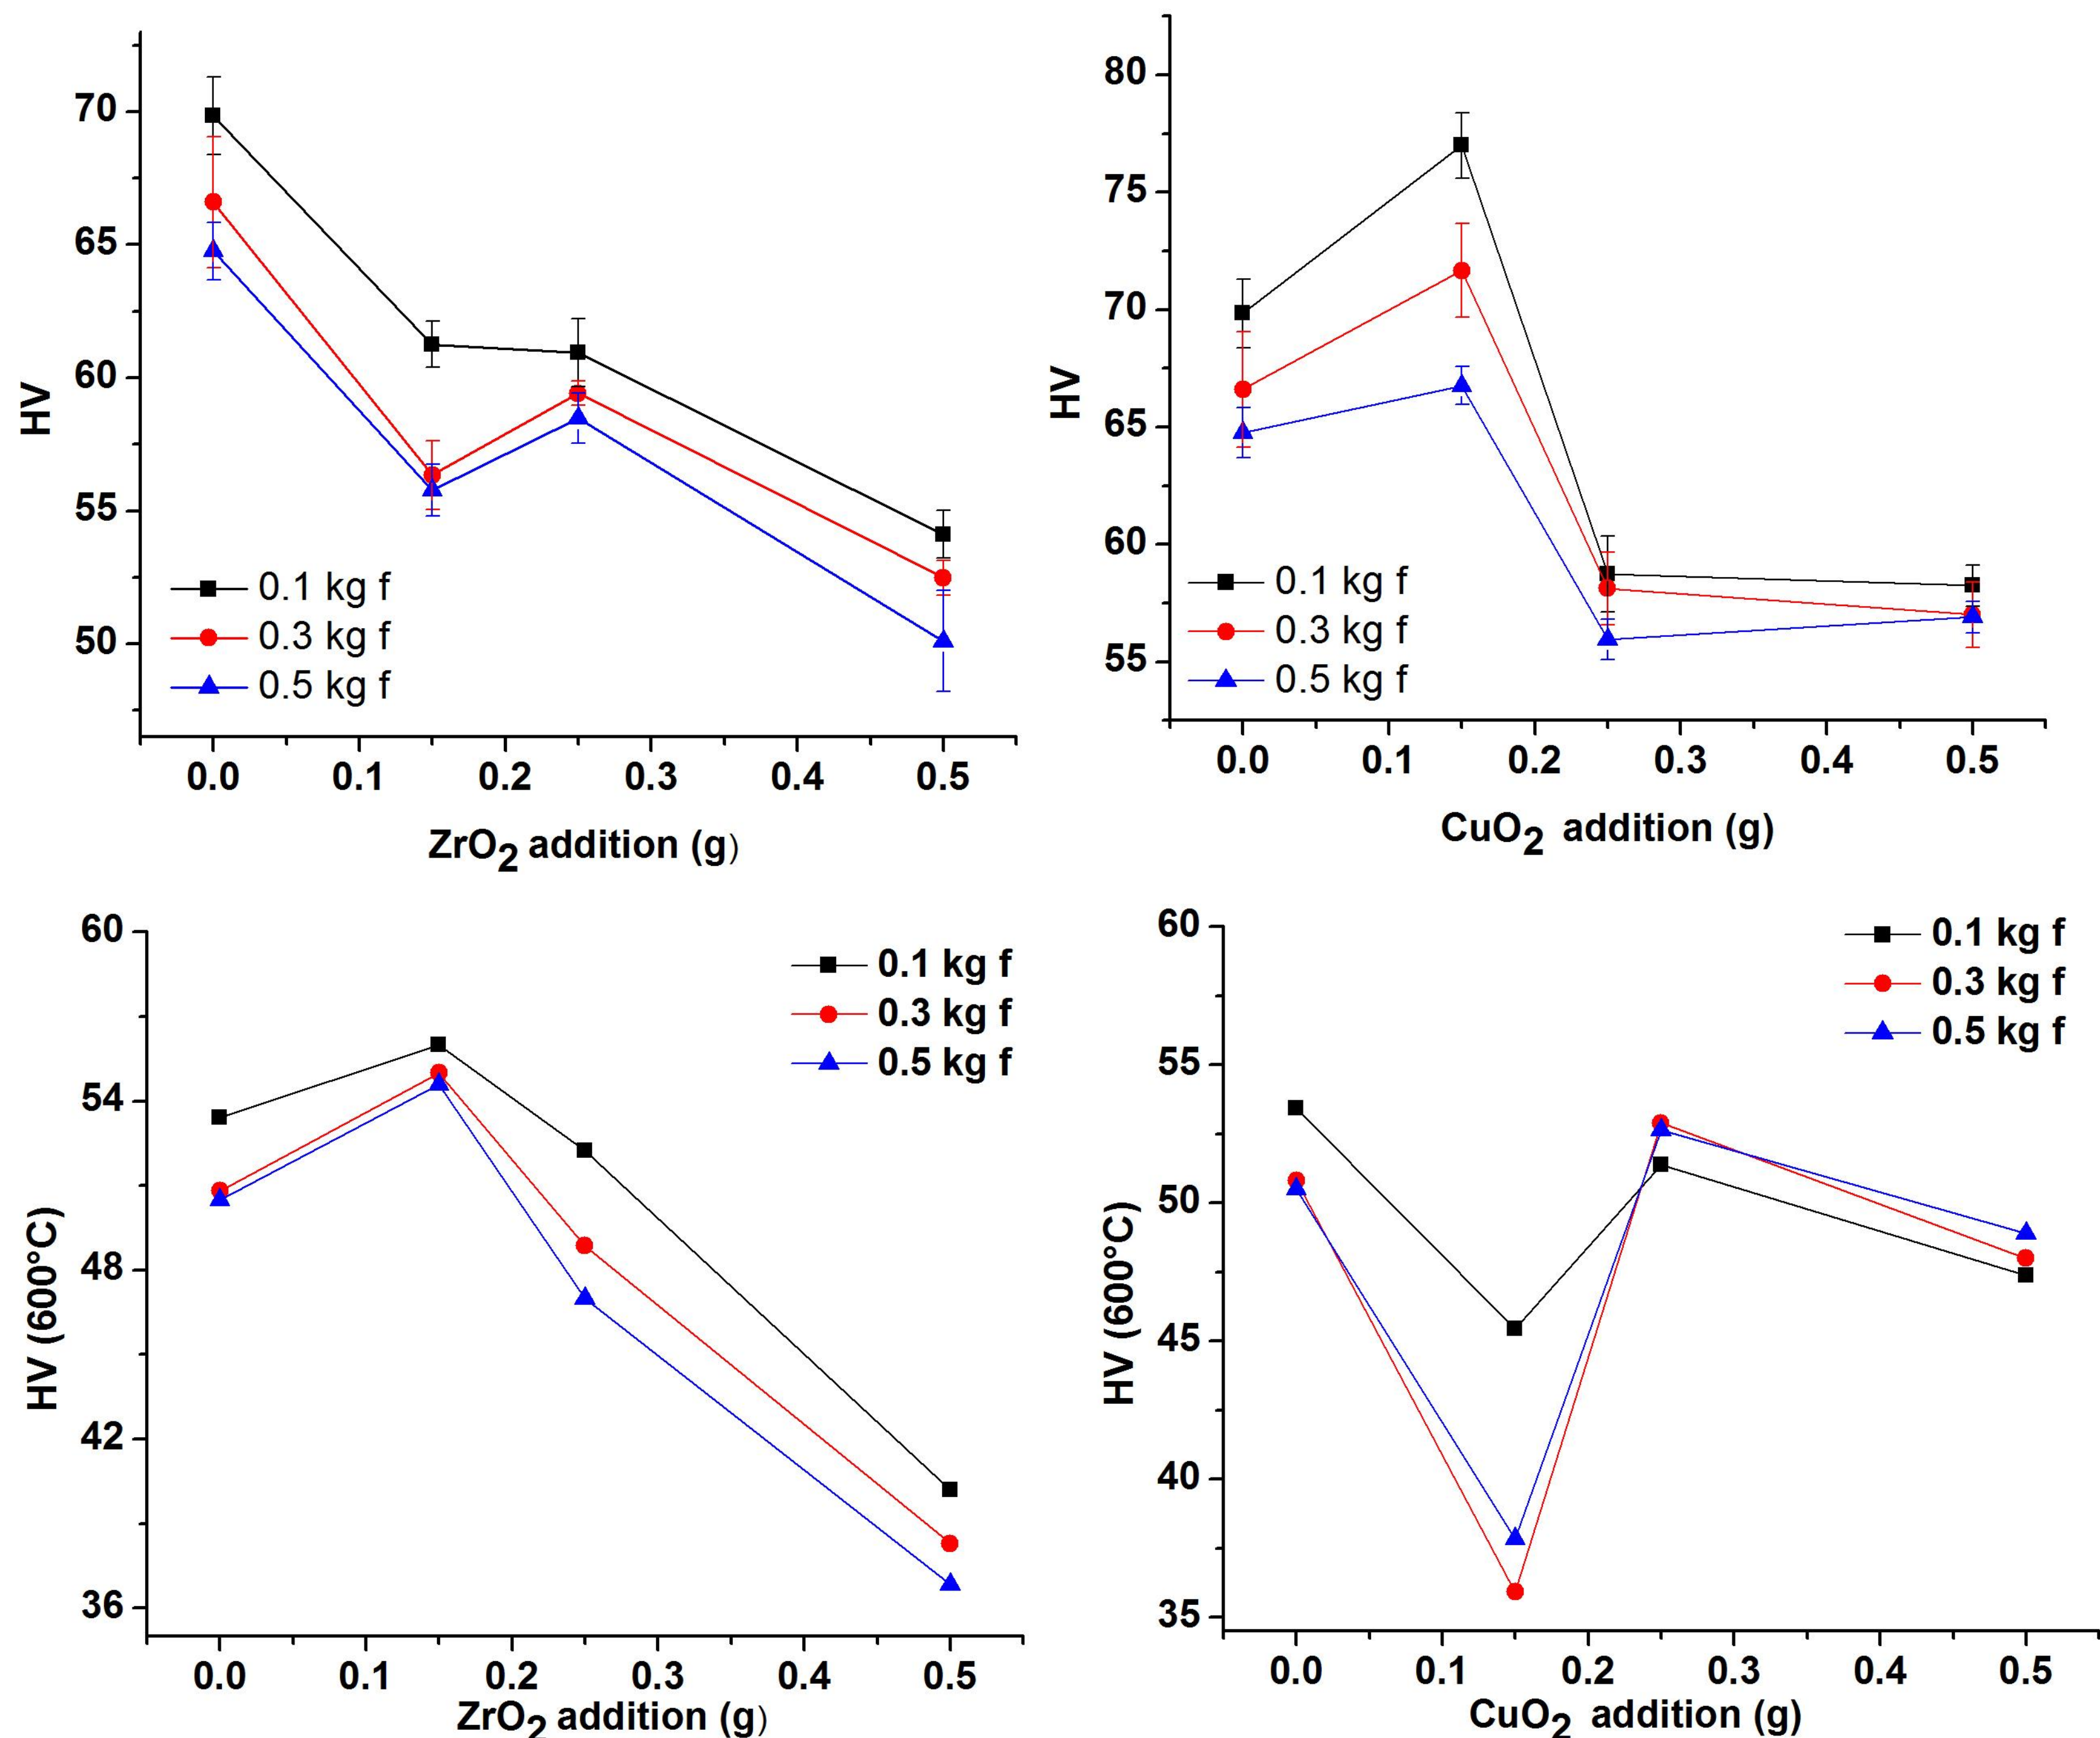 70
65
60
55
50
HV
0.1 kg f
0.3 kg f
0.5 kg f
0.0 0.1 0.2 0.3 0.4 0.5
ZrO2 addition (g)
80
75
70
65
60
55
HV
0.1 kg f
0.3 kg f
0.5 kg f
0.0 0.1 0.2 0.3 0.4 0.5
CuO2 addition (g)
60
54
48
42
36
HV (600°C)
0.1 kg f
0.3 kg f
0.5 kg f
0.0 0.1 0.2 0.3 0.4 0.5
ZrO2 addition (g)
60
55
50
45
40
35
HV (600°C)
0.1 kg f
0.3 kg f
0.5 kg f
0.0 0.1 0.2 0.3 0.4 0.5
CuO2 addition (g)